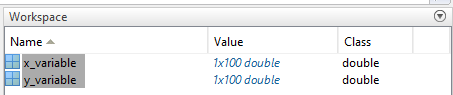 Workspace
Name Value Class
x_variable 1x100 double double
y_variable 1x100 double double